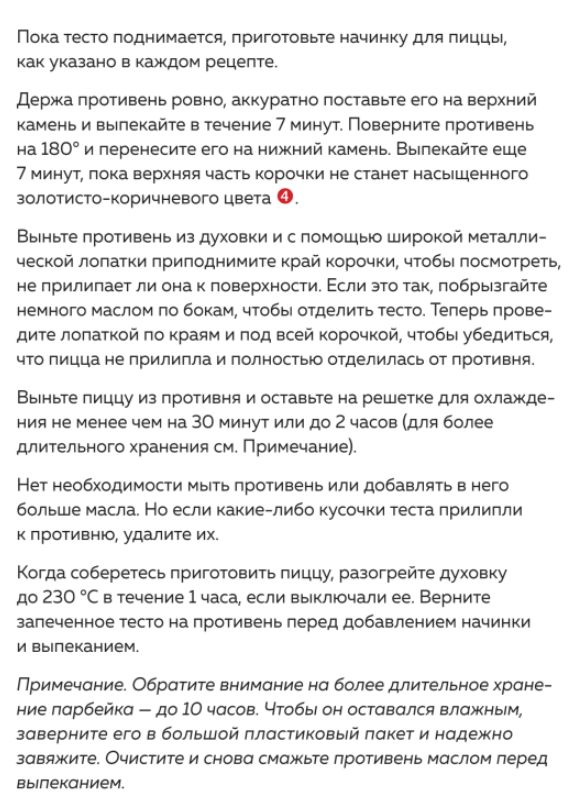 Пока тесто поднимается, приготовьте начинку для пиццы,
как указано в каждом рецепте.
Держа противень ровно, аккуратно поставьте его на верхний
камень и выпекайте в течение 7 минут. Поверните противень
на 180° и перенесите его на нижний камень. Выпекайте еще
7 минут, пока верхняя часть корочки не станет насыщенного
золотисто-коричневого цвета 4.
Выньте противень из духовки и с помощью широкой металли-
ческой лопатки приподнимите край корочки, чтобы посмотреть,
не прилипает ли она к поверхности. Если это так, побрызгайте
немного маслом по бокам, чтобы отделить тесто. Теперь прове-
дите лопаткой по краям и под всей корочкой, чтобы убедиться,
что пицца не прилипла и полностью отделилась от противня.
Выньте пиццу из противня и оставьте на решетке для охлажде-
ния не менее чем на 30 минут или до 2 часов (для более
длительного хранения см. Примечание).
Нет необходимости мыть противень или добавлять в него
больше масла. Но если какие-либо кусочки теста прилипли
к противню, удалите их.
Когда соберетесь приготовить пиццу, разогрейте духовку
до 230 °C в течение 1 часа, если выключали ее. Верните
запеченное тесто на противень перед добавлением начинки
и выпеканием.
Примечание. Обратите внимание на более длительное хране-
ние парбейка — до 10 часов. Чтобы он оставался влажным,
заверните его в большой пластиковый пакет и надежно
завяжите. Очистите и снова смажьте противень маслом перед
выпеканием.